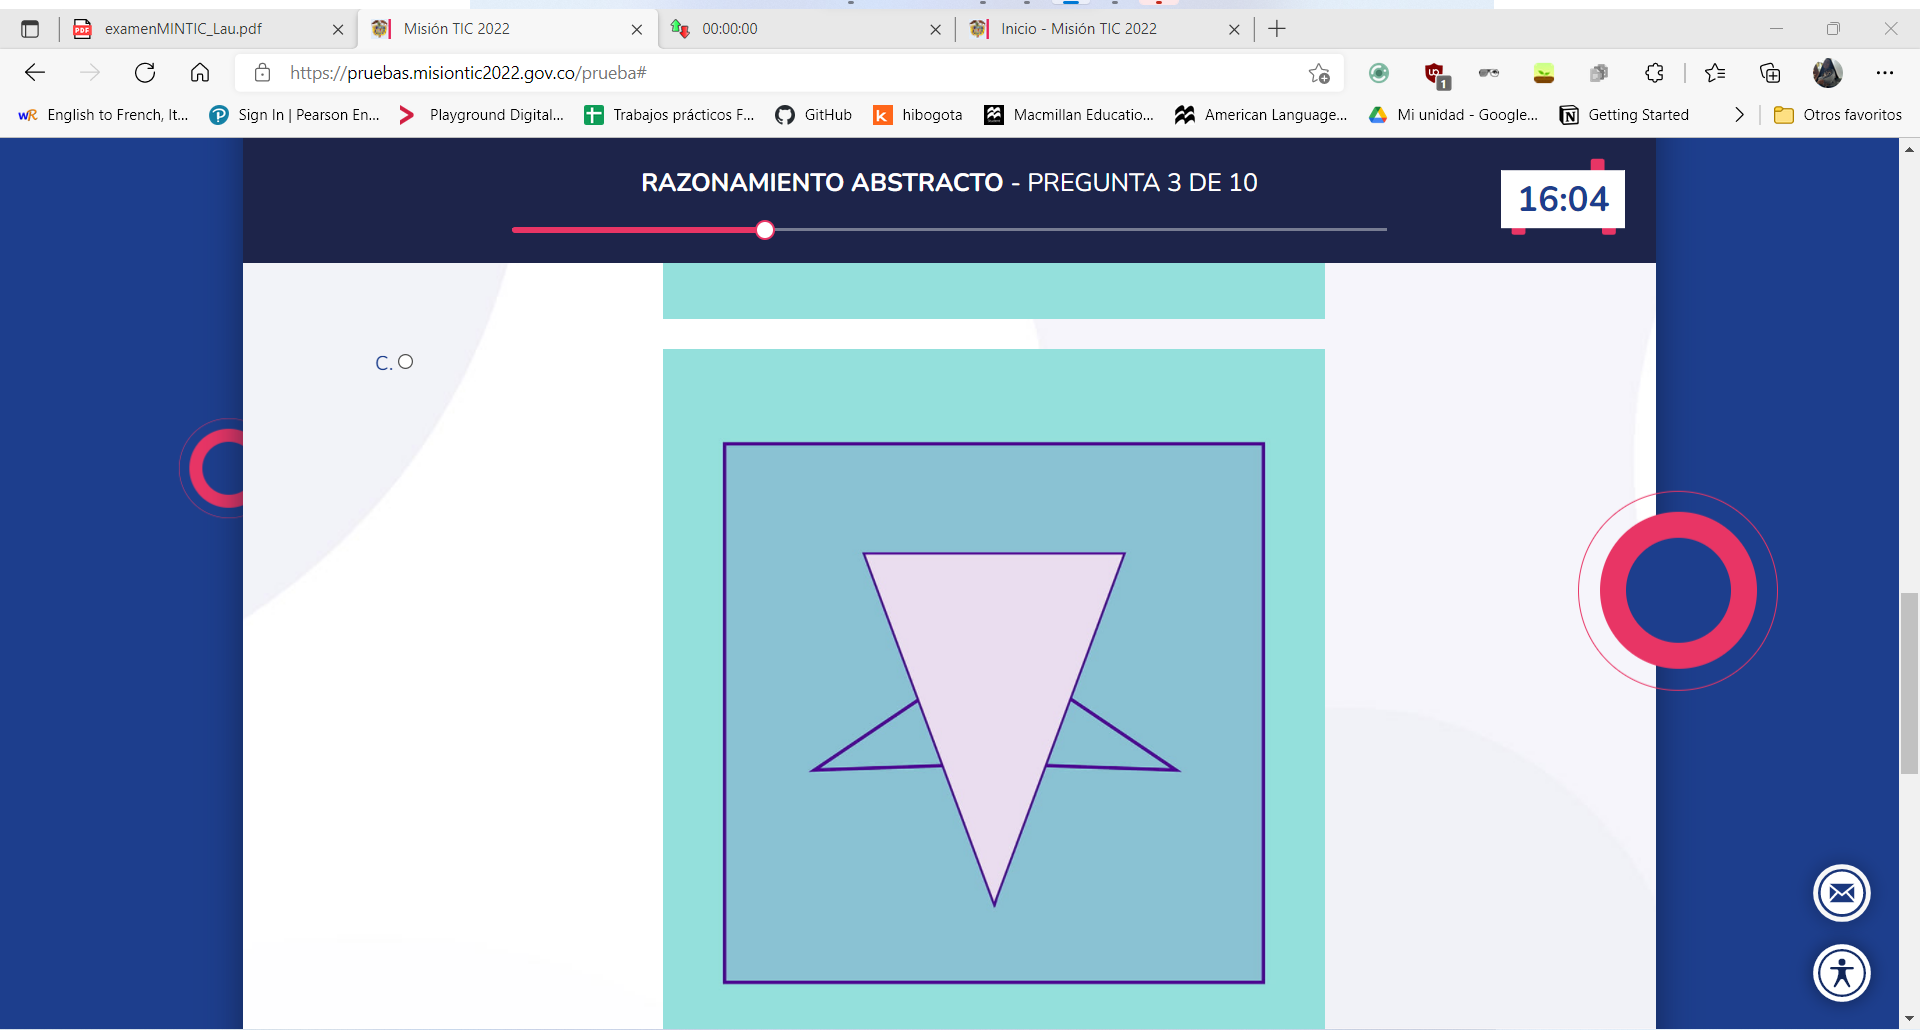 examenMINTIC_Lau.pdf
Misión TIC 2022
00:00:00
Inicio - Misión TIC 2022
https://pruebas.misiontic2022.gov.co/prueba#
1
English to French, It...
Sign In | Pearson En...
Playground Digital...
Trabajos prácticos F...
GitHub
hibogota
Macmillan Educatio...
American Language...
Mi unidad - Google...
Getting Started
Otros favoritos
RAZONAMIENTO ABSTRACTO - PREGUNTA 3 DE 10
16:04
C.